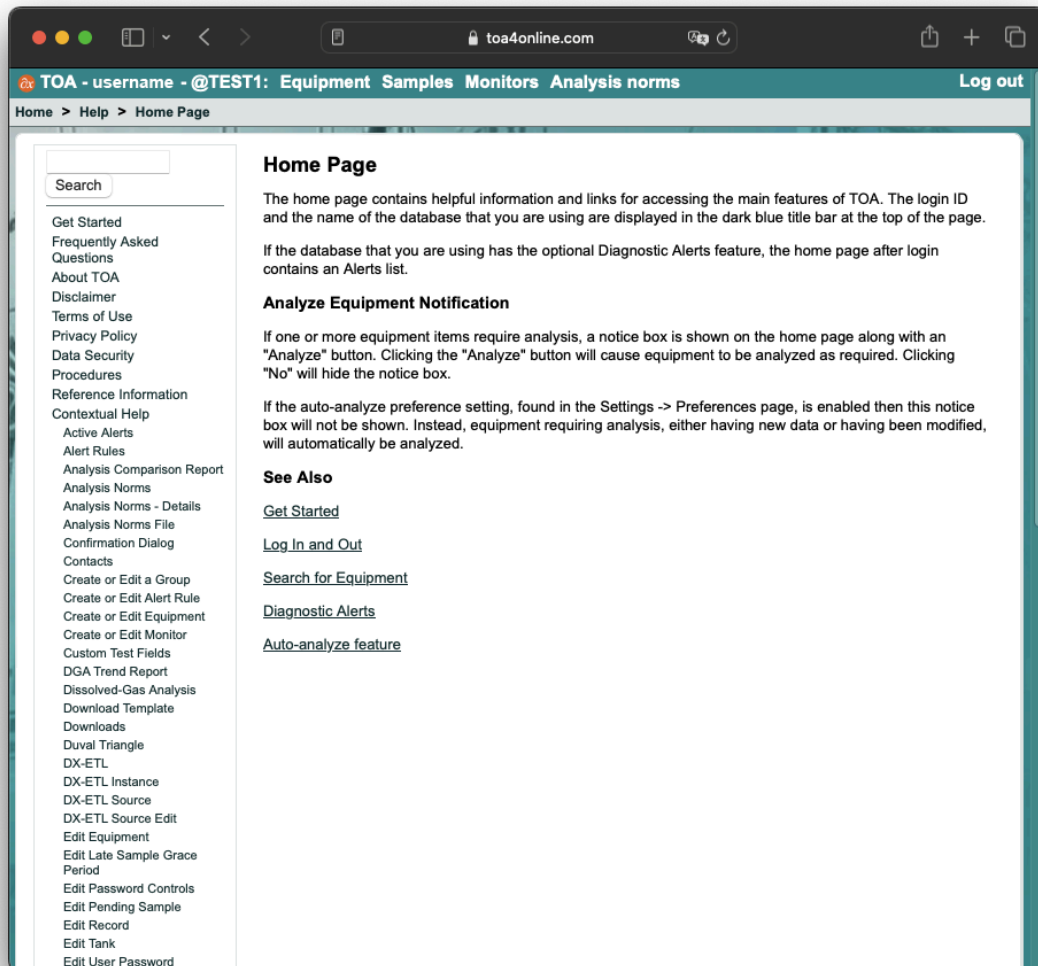 toa4online.com
TOA - username - @TEST1: Equipment Samples Monitors Analysis norms Log out
Home > Help > Home Page
Search
Get Started
Frequently Asked
Questions
About TOA
Disclaimer
Terms of Use
Privacy Policy
Data Security
Procedures
Reference Information
Contextual Help
Active Alerts
Alert Rules
Analysis Comparison Report
Analysis Norms
Analysis Norms - Details
Analysis Norms File
Confirmation Dialog
Contacts
Create or Edit a Group
Create or Edit Alert Rule
Create or Edit Equipment
Create or Edit Monitor
Custom Test Fields
DGA Trend Report
Dissolved-Gas Analysis
Download Template
Downloads
Duval Triangle
DX-ETL
DX-ETL Instance
DX-ETL Source
DX-ETL Source Edit
Edit Equipment
Edit Late Sample Grace
Period
Edit Password Controls
Edit Pending Sample
Edit Record
Edit Tank
Edit User Password
Home Page
The home page contains helpful information and links for accessing the main features of TOA. The login ID
and the name of the database that you are using are displayed in the dark blue title bar at the top of the page.
If the database that you are using has the optional Diagnostic Alerts feature, the home page after login
contains an Alerts list.
Analyze Equipment Notification
If one or more equipment items require analysis, a notice box is shown on the home page along with an
"Analyze" button. Clicking the "Analyze" button will cause equipment to be analyzed as required. Clicking
"No" will hide the notice box.
If the auto-analyze preference setting, found in the Settings -> Preferences page, is enabled then this notice
box will not be shown. Instead, equipment requiring analysis, either having new data or having been modified,
will automatically be analyzed.
See Also
Get Started
Log In and Out
Search for Equipment
Diagnostic Alerts
Auto-analyze feature